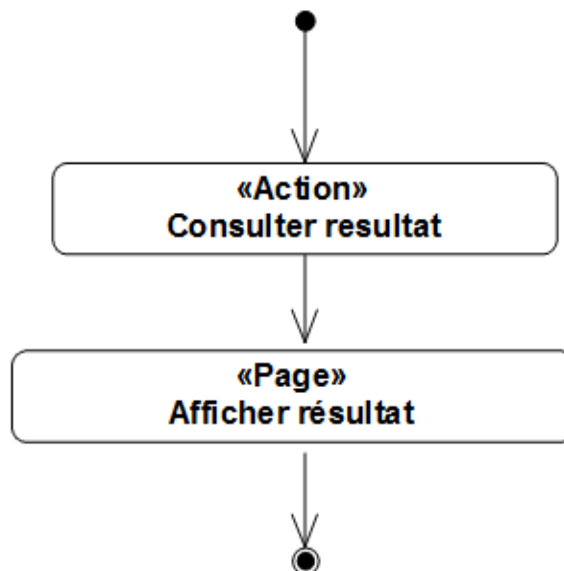 «Action»
Consulter resultat
«Page»
Afficher résultat